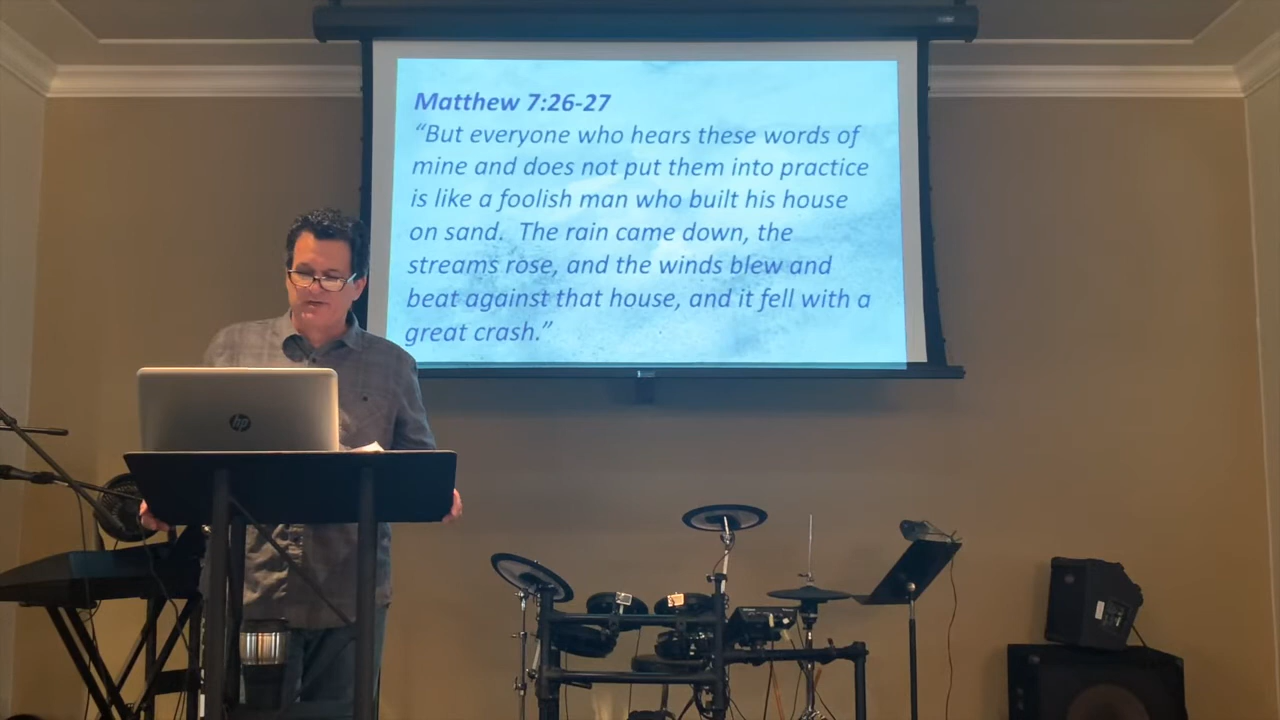 Matthew 7:26-27
“But everyone who hears these words of
mine and does not put them into practice
is like a foolish man who built his house
on sand.  The rain came down, the
streams rose, and the winds blew and
beat against that house, and it fell with a
great crash.”
hp